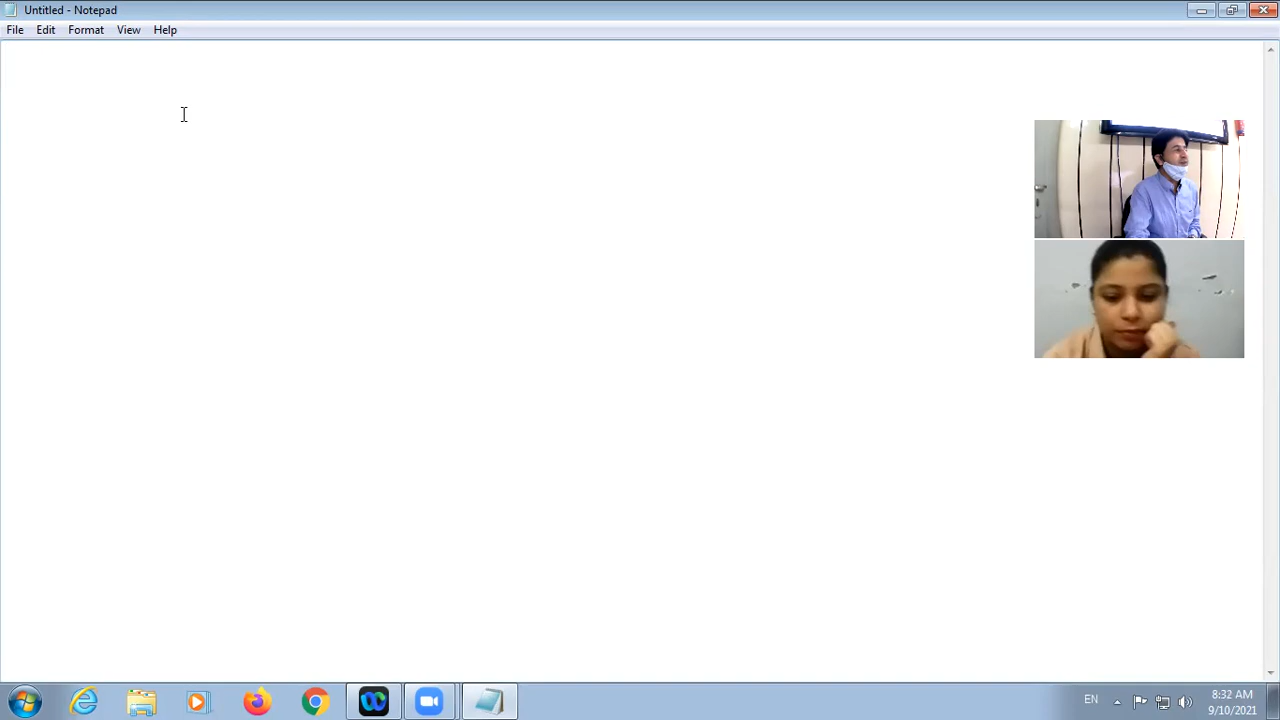 Untitled - Notepad
File Edit Format View Help
EN
8:32 AM
9/10/2021